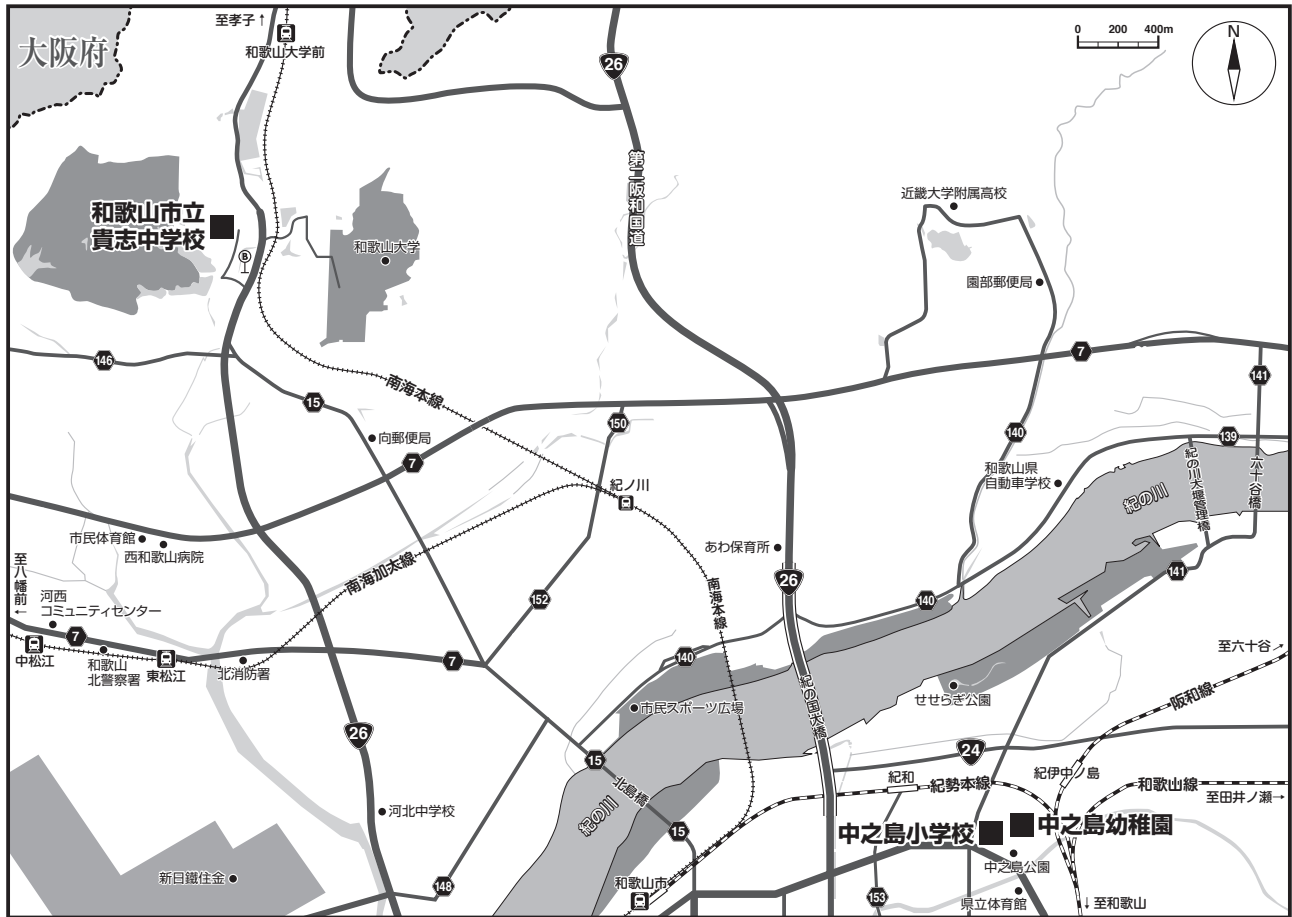 至孝子↑
大阪府
和歌山大学前
26
0 200 400m
N
第二阪和国道
近畿大学附属高校
和歌山市立
貴志中学校
和歌山大学
B
園部郵便局
146
7
141
15
南海本線
150
140
139
向郵便局
7
和歌山県
自動車学校
紀の川
紀の川大堰管理橋
六十谷橋
紀ノ川
市民体育館
西和歌山病院
あわ保育所
至八幡前↑
河西
コミュニティセンター
南海加太線
152
南海本線
26
140
141
7
中松江
和歌山
北警察署
東松江
北消防署
7
140
至六十谷
市民スポーツ広場
紀の国大橋
せせらぎ公園
阪和線
26
15
24
北島橋
紀の川
紀和
紀勢本線
紀伊中ノ島
和歌山線
至田井ノ瀬→
河北中学校
15
中之島小学校
中之島幼稚園
中之島公園
新日鐵住金
148
和歌山市
153
県立体育館
↓至和歌山